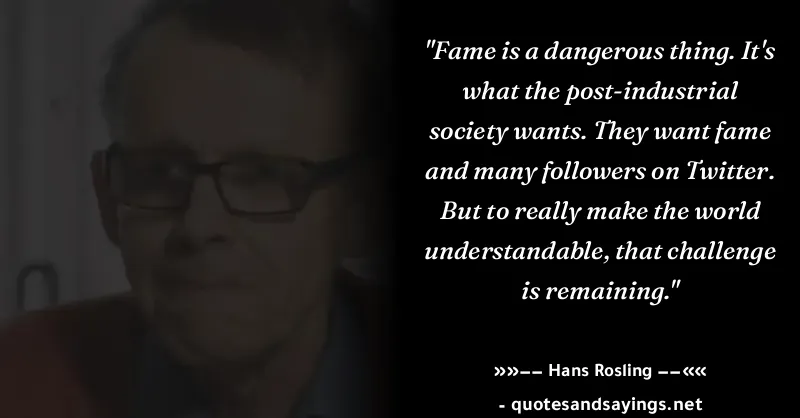 "Fame is a dangerous thing. It's
what the post-industrial
society wants. They want fame
and many followers on Twitter.
But to really make the world
understandable, that challenge
is remaining."
»»−− Hans Rosling −−««
- quotesandsayings.net